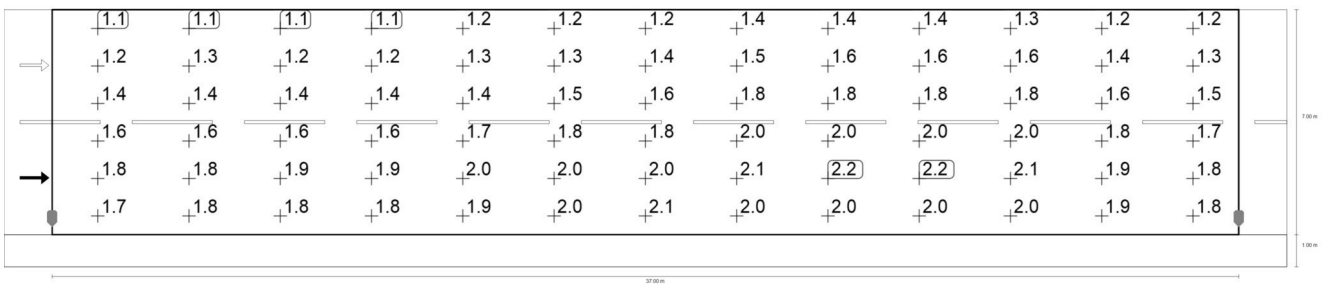 1.1 1.1 1.1 1.1 1.2 1.2 1.2 1.4 1.4 1.4 1.3 1.2 1.2
1.2 1.3 1.2 1.2 1.3 1.3 1.4 1.5 1.6 1.6 1.6 1.4 1.3
1.4 1.4 1.4 1.4 1.4 1.5 1.6 1.8 1.8 1.8 1.8 1.6 1.5
7.00 m
1.6 1.6 1.6 1.6 1.7 1.8 1.8 2.0 2.0 2.0 2.0 1.8 1.7
1.8 1.8 1.9 1.9 2.0 2.0 2.0 2.1 2.2 2.2 2.1 1.9 1.8
1.7 1.8 1.8 1.8 1.9 2.0 2.1 2.0 2.0 2.0 2.0 1.9 1.8
1.00 m
37.00 m